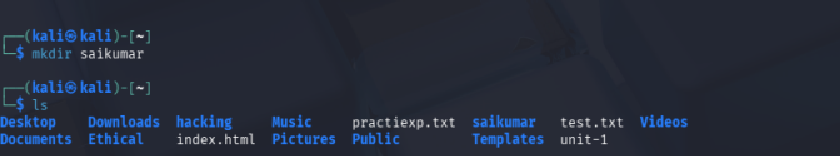 ┌──(kali㉿kali)-[~]
└─$ mkdir saikumar
┌──(kali㉿kali)-[~]
└─$ ls
Desktop    Downloads  hacking     Music     practiexp.txt  saikumar   test.txt  Videos
Documents  Ethical    index.html  Pictures  Public         Templates  unit-1